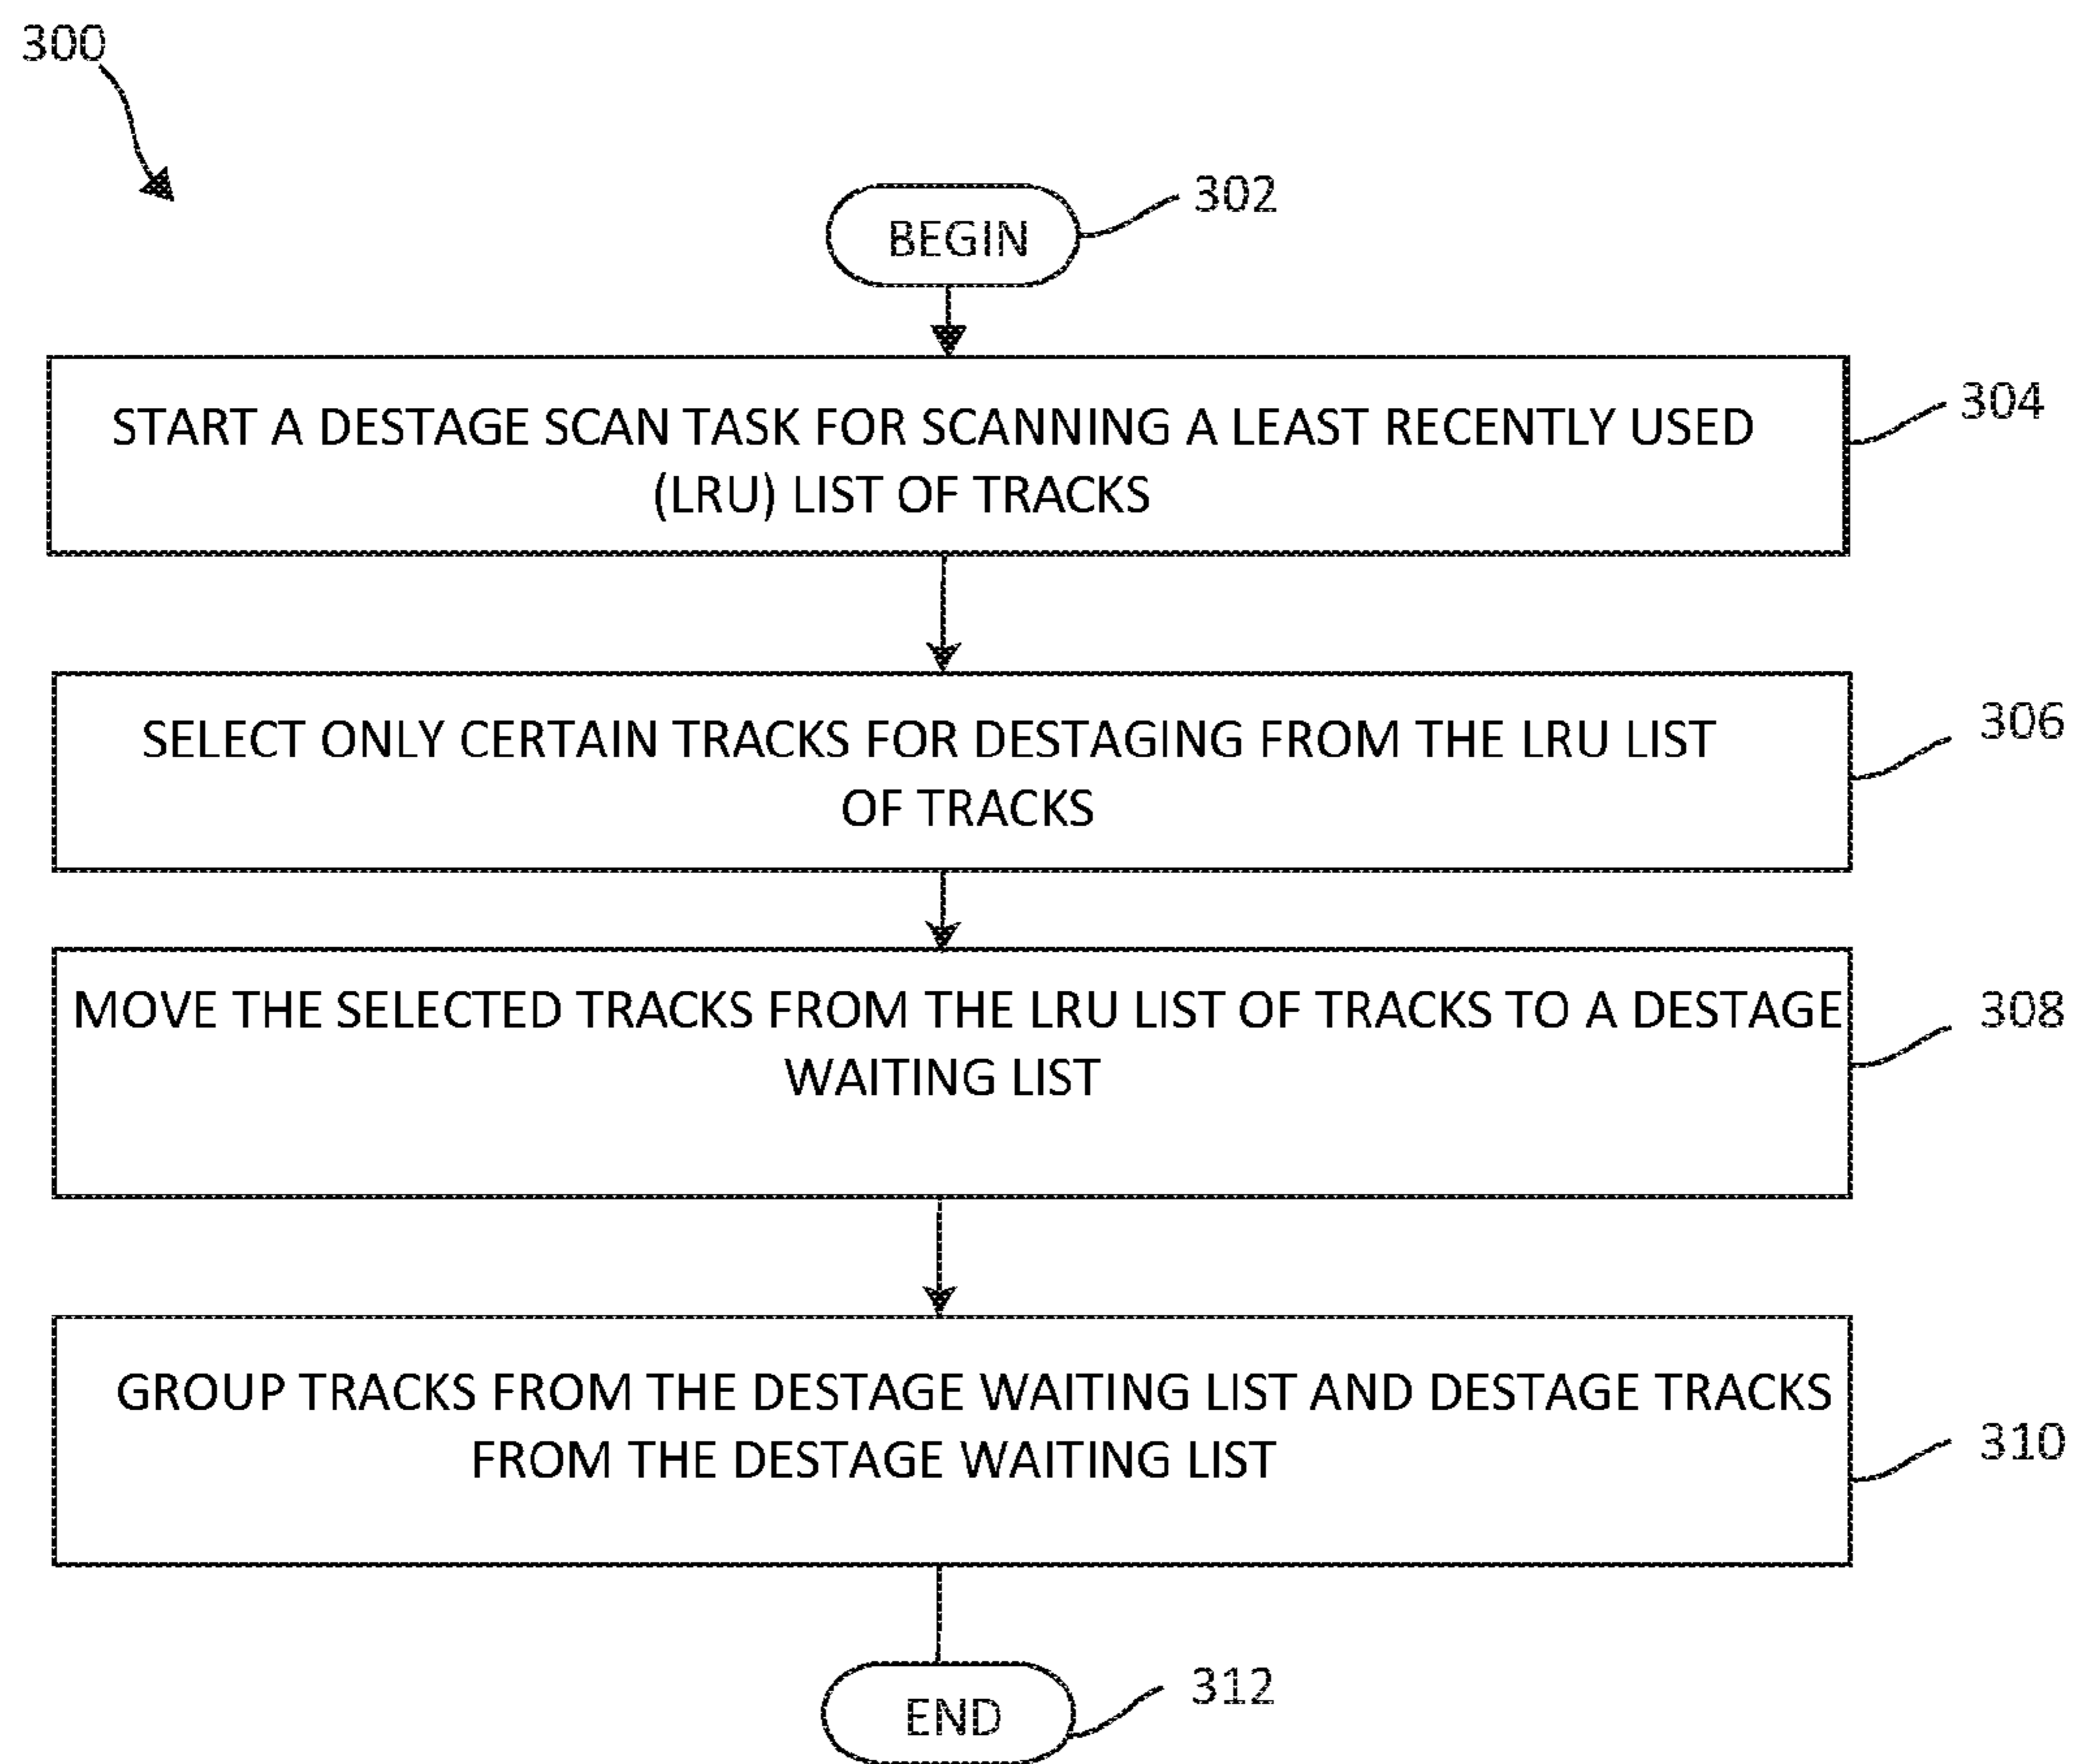 300
BEGIN
302
START A DESTAGE SCAN TASK FOR SCANNING A LEAST RECENTLY USED
(LRU) LIST OF TRACKS
304
SELECT ONLY CERTAIN TRACKS FOR DESTAGING FROM THE LRU LIST
OF TRACKS
306
MOVE THE SELECTED TRACKS FROM THE LRU LIST OF TRACKS TO A DESTAGE
WAITING LIST
308
GROUP TRACKS FROM THE DESTAGE WAITING LIST AND DESTAGE TRACKS
FROM THE DESTAGE WAITING LIST
310
END
312